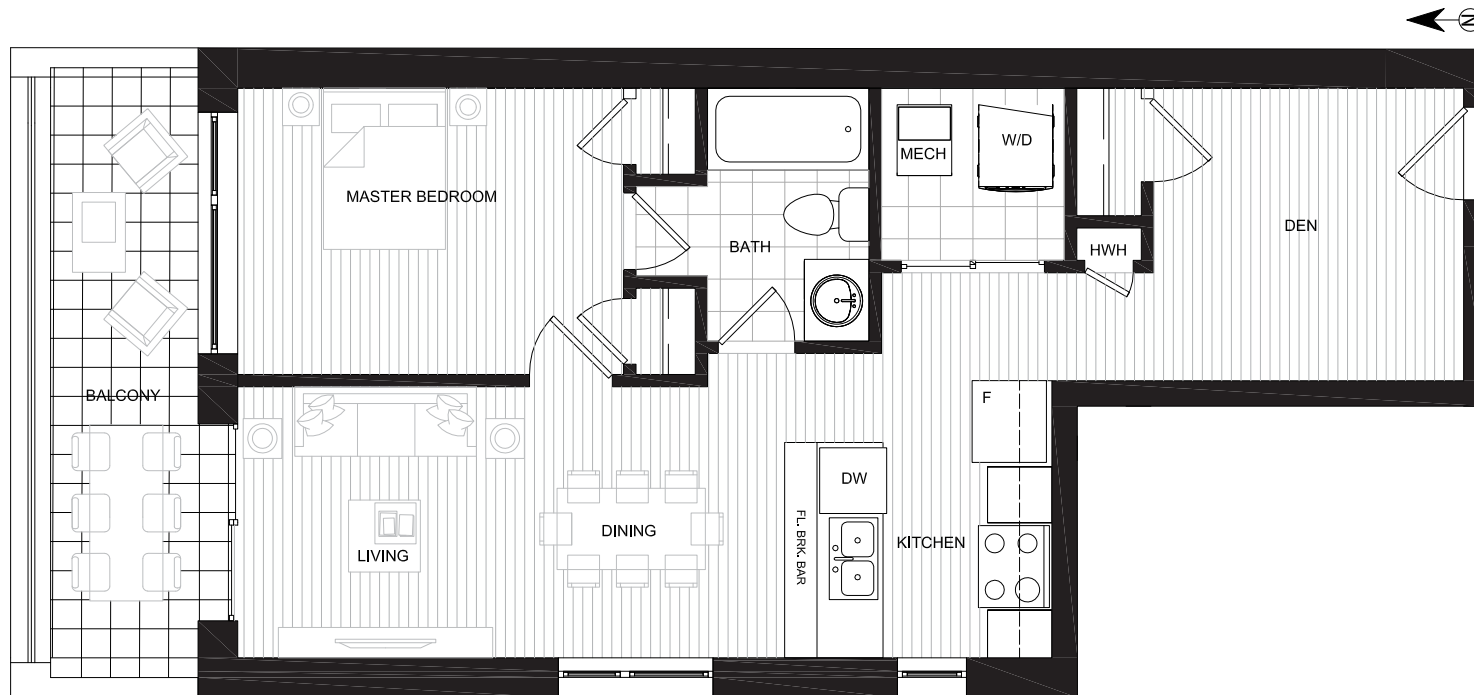 N
W/D
MECH
MASTER BEDROOM
DEN
BATH
HWH
BALCONY
F
DW
FL. BRK. BAR
DINING
KITCHEN
LIVING